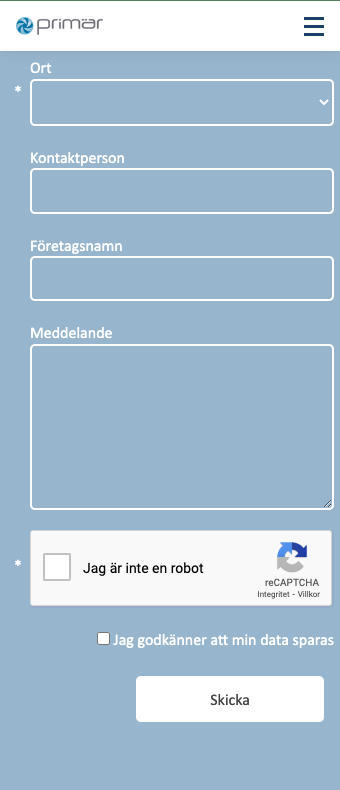 primär
Ort
*
Kontaktperson
Företagsnamn
Meddelande
*
Jag är inte en robot
reCAPTCHA
Integritet - Villkor
Jag godkänner att min data sparas
Skicka